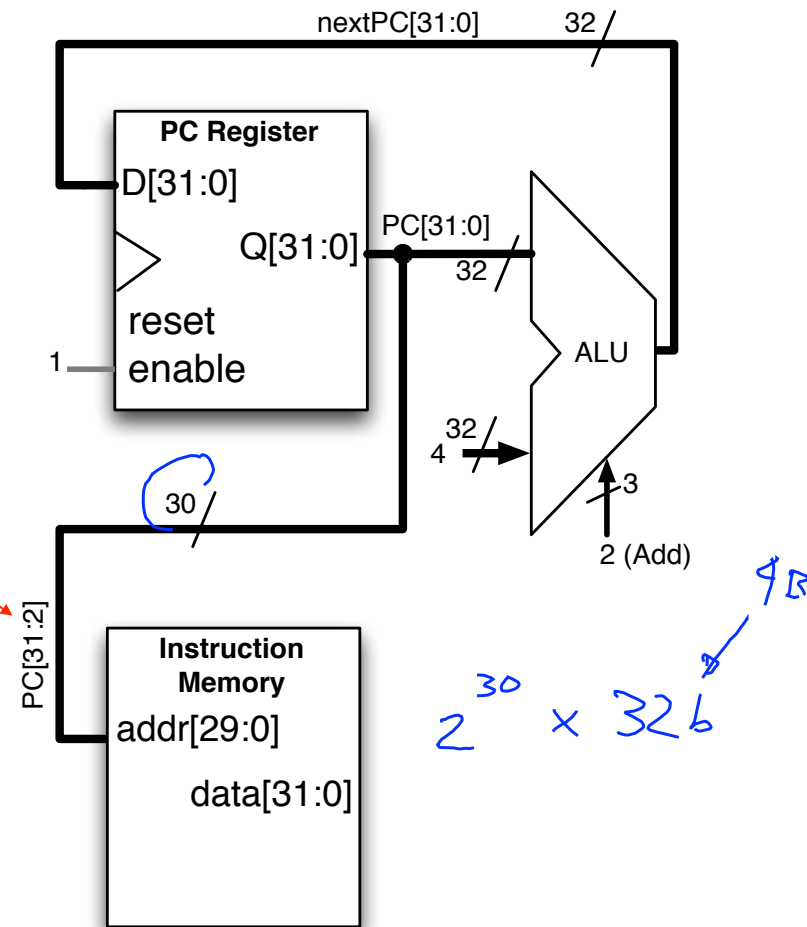 nextPC[31:0]
32
PC Register
D[31:0]
Q[31:0]
PC[31:0]
32
reset
1
enable
ALU
32
4
3
2 (Add)
30
PC[31:2]
Instruction
Memory
addr[29:0]
data[31:0]
2^30 × 32b
4B